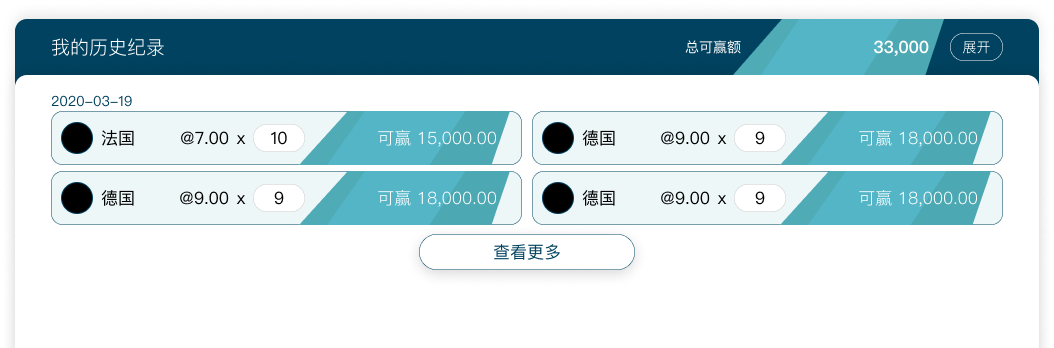 我的历史纪录 总可赢额 33,000 展开
2020-03-19
法国 @7.00 x 10 可赢 15,000.00 德国 @9.00 x 9 可赢 18,000.00
德国 @9.00 x 9 可赢 18,000.00 德国 @9.00 x 9 可赢 18,000.00
查看更多